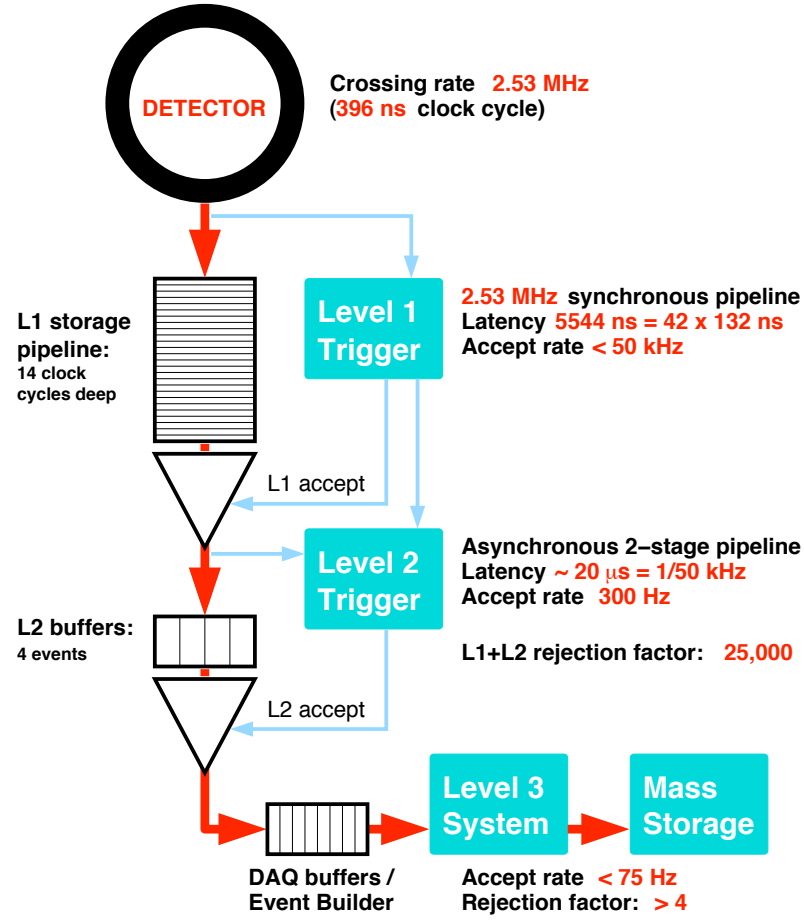 DETECTOR
Crossing rate 2.53 MHz
(396 ns clock cycle)
L1 storage
pipeline:
14 clock
cycles deep
Level 1
Trigger
2.53 MHz synchronous pipeline
Latency 5544 ns = 42 x 132 ns
Accept rate < 50 kHz
L1 accept
Level 2
Trigger
Asynchronous 2−stage pipeline
Latency ~ 20 μs = 1/50 kHz
Accept rate 300 Hz
L2 buffers:
4 events
L1+L2 rejection factor: 25,000
L2 accept
Level 3
System
Mass
Storage
DAQ buffers /
Event Builder
Accept rate < 75 Hz
Rejection factor: > 4